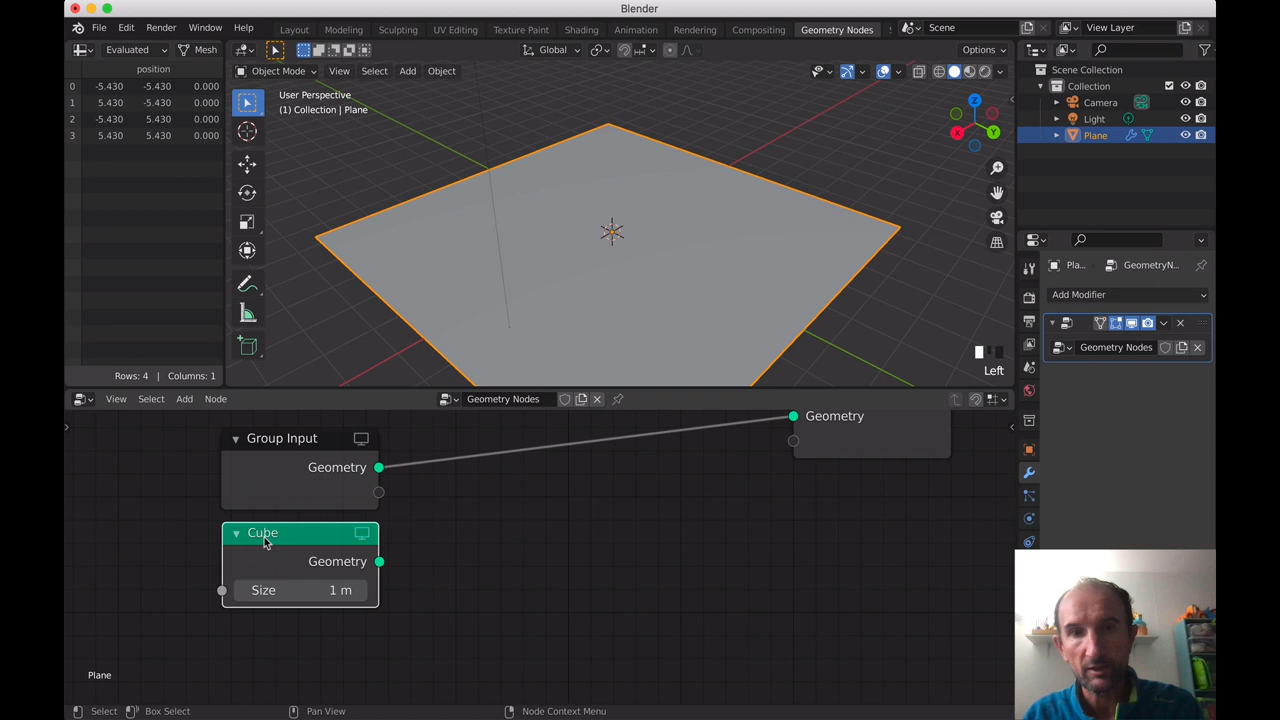 Blender
File Edit Render Window Help
Layout Modeling Sculpting UV Editing Texture Paint Shading Animation Rendering Compositing Geometry Nodes
Scene
View Layer
Evaluated Mesh
Global
Options
position
0 -5.430 -5.430 0.000
1 5.430 -5.430 0.000
2 -5.430 5.430 0.000
3 5.430 5.430 0.000
Rows: 4 | Columns: 1
Object Mode View Select Add Object
User Perspective
(1) Collection | Plane
Z
X
Y
Left
Scene Collection
Collection
Camera
Light
Plane
Pla... GeometryN...
Add Modifier
Geometry Nodes
View Select Add Node
Geometry Nodes
Geometry
Group Input
Geometry
Cube
Geometry
Size 1 m
Plane
Select Box Select Pan View Node Context Menu